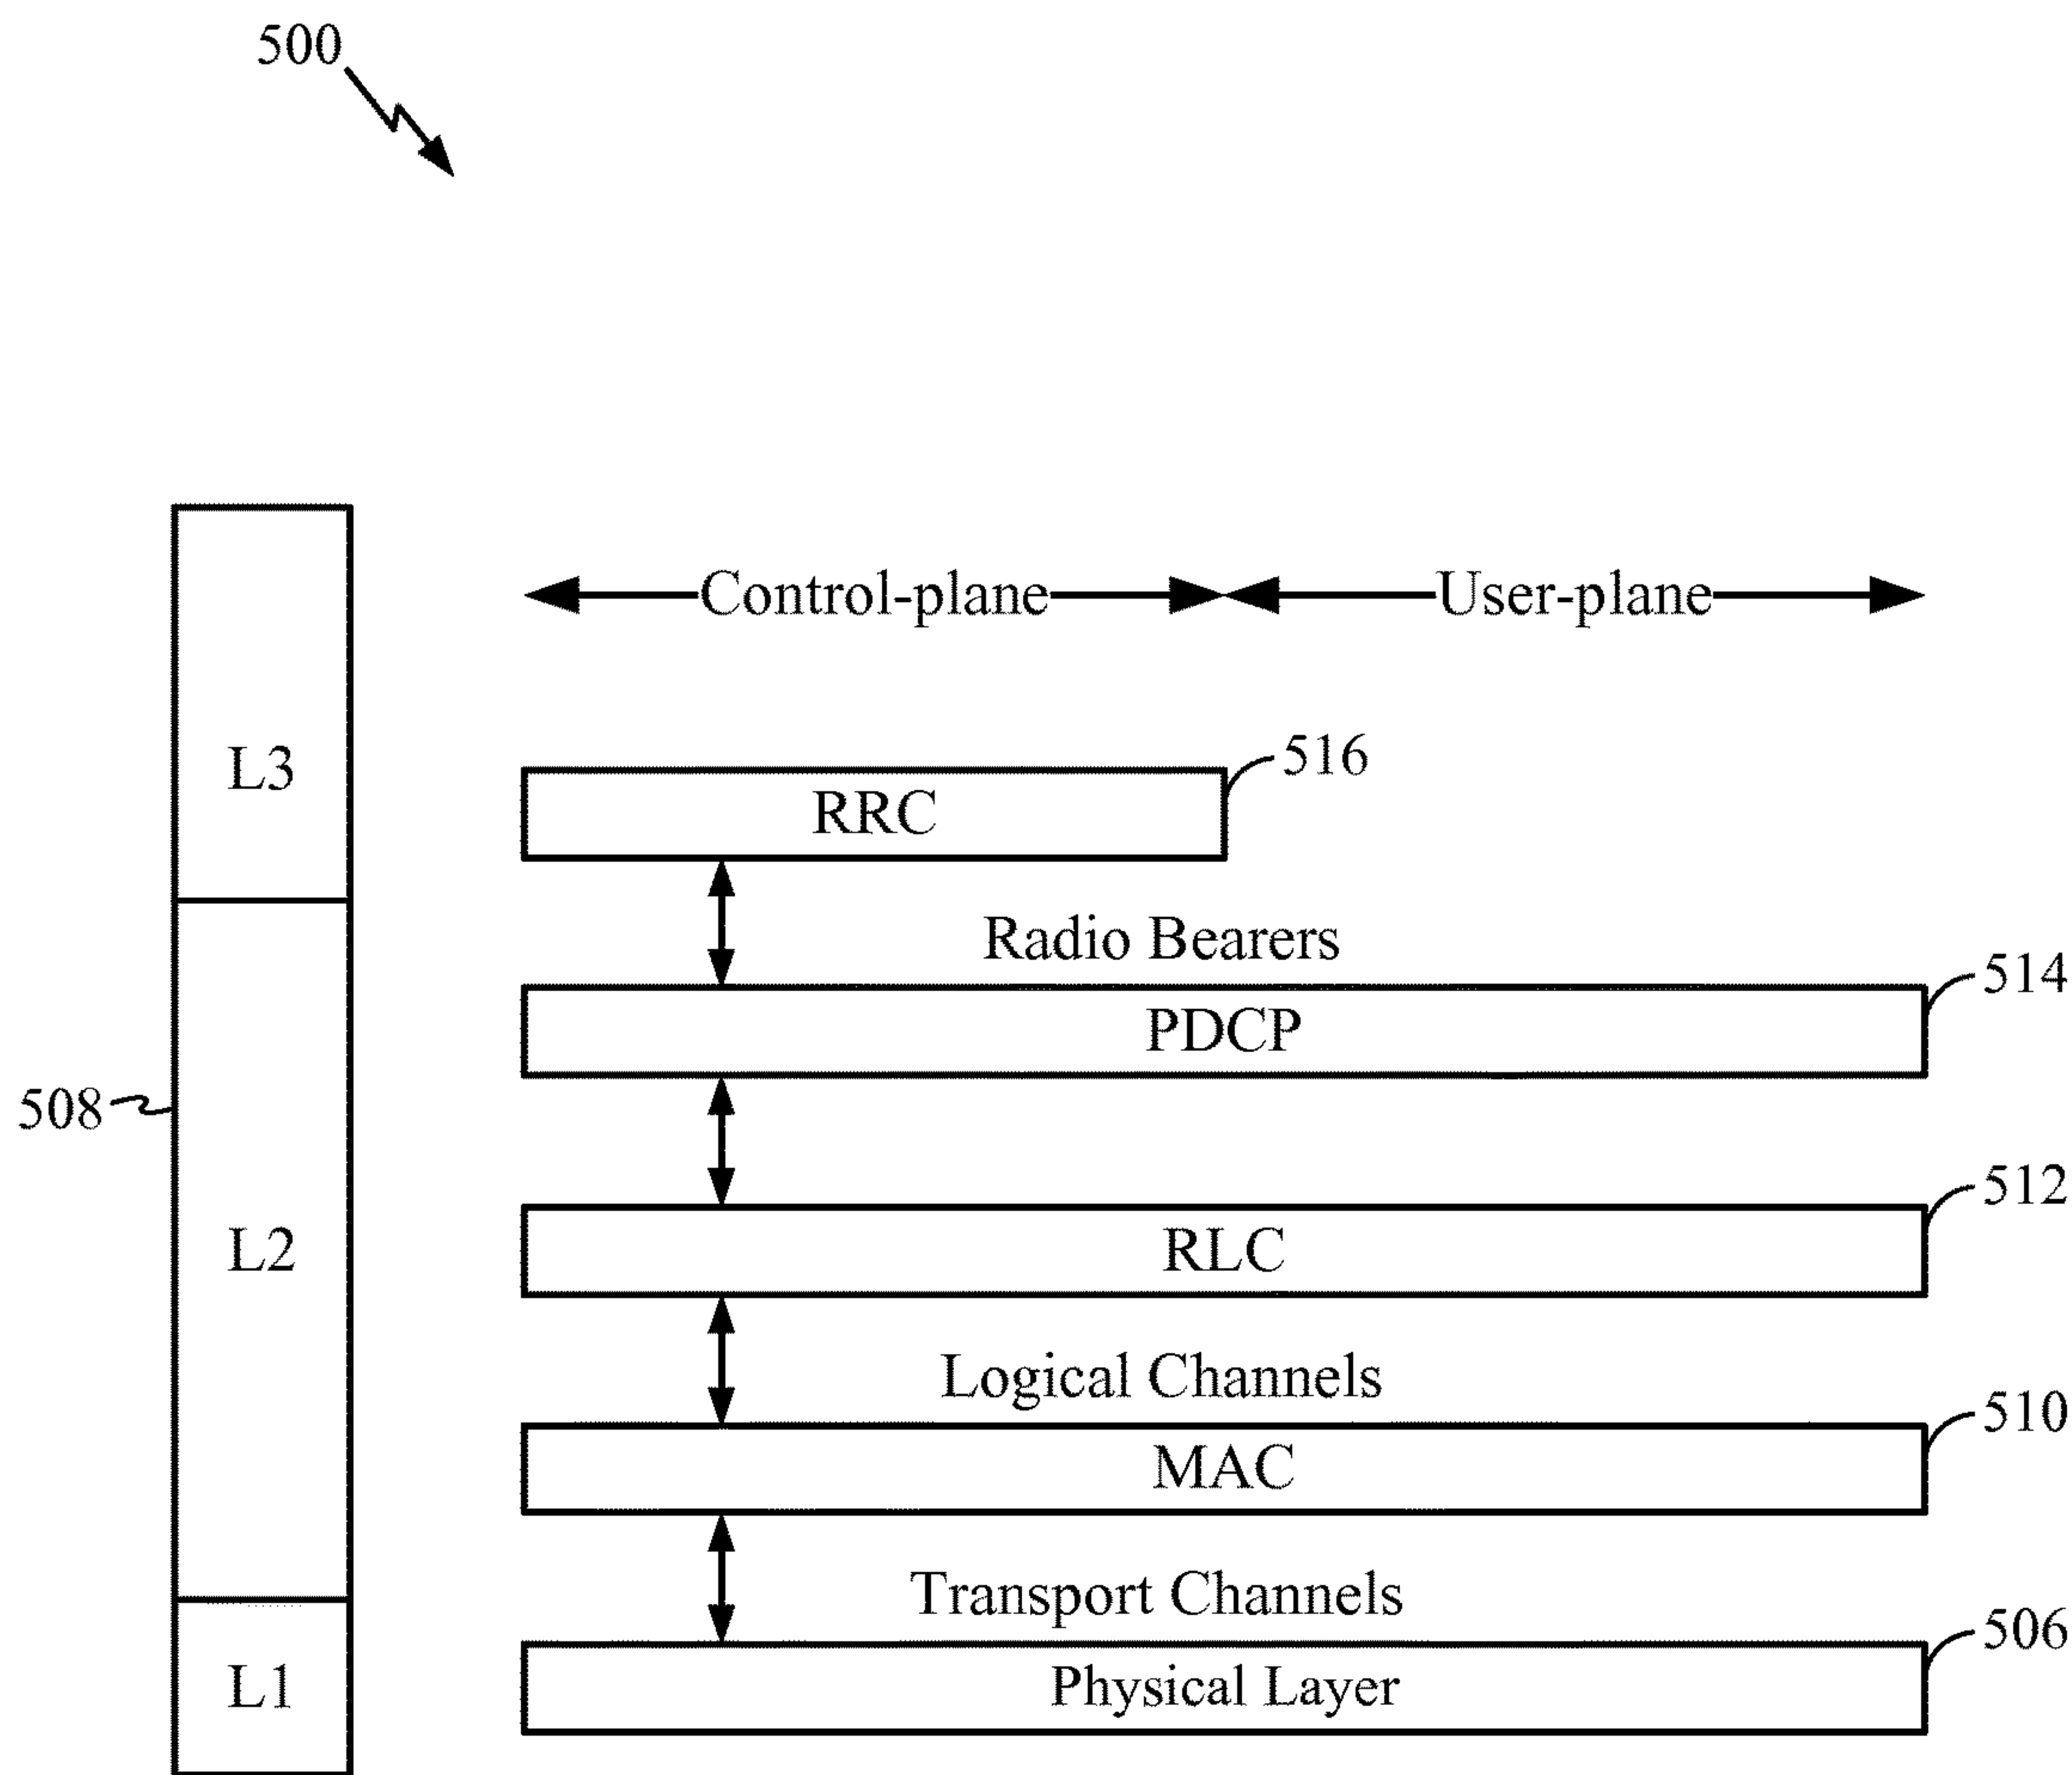 500
Control-plane User-plane
L3
RRC
516
Radio Bearers
PDCP
514
508
L2
RLC
512
Logical Channels
MAC
510
Transport Channels
L1
Physical Layer
506